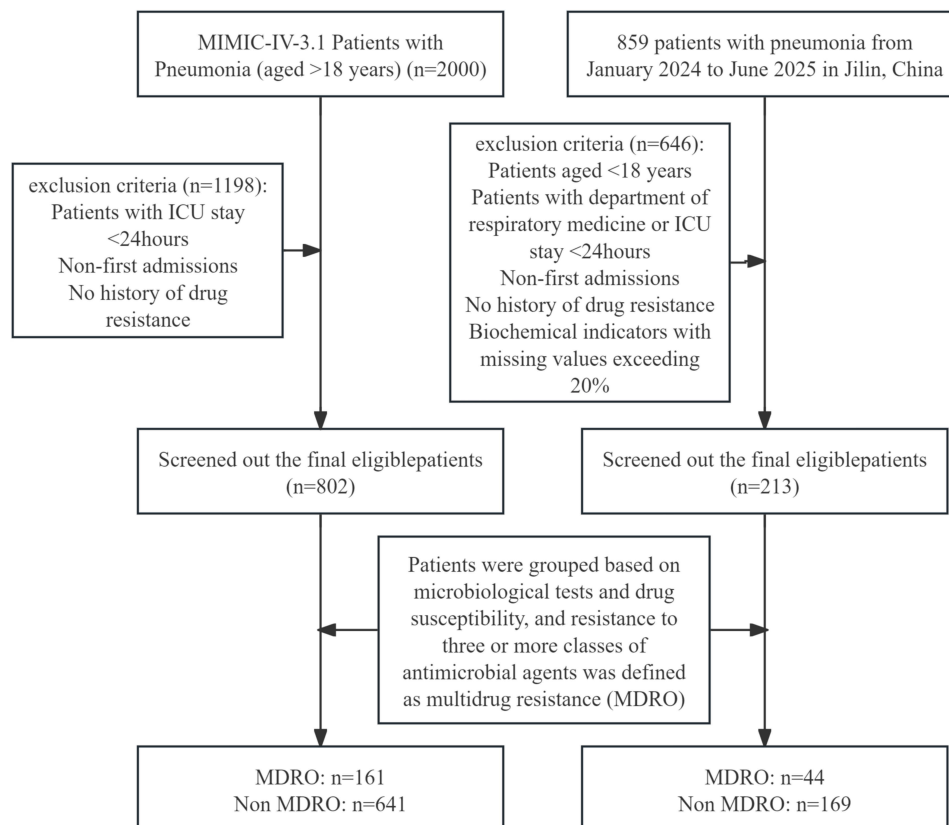 MIMIC-IV-3.1 Patients with
Pneumonia (aged >18 years) (n=2000)
859 patients with pneumonia from
January 2024 to June 2025 in Jilin, China
exclusion criteria (n=1198):
Patients with ICU stay
<24hours
Non-first admissions
No history of drug
resistance
exclusion criteria (n=646):
Patients aged <18 years
Patients with department of
respiratory medicine or ICU
stay <24hours
Non-first admissions
No history of drug resistance
Biochemical indicators with
missing values exceeding
20%
Screened out the final eligiblepatients
(n=802)
Screened out the final eligiblepatients
(n=213)
Patients were grouped based on
microbiological tests and drug
susceptibility, and resistance to
three or more classes of
antimicrobial agents was defined
as multidrug resistance (MDRO)
MDRO: n=161
Non MDRO: n=641
MDRO: n=44
Non MDRO: n=169